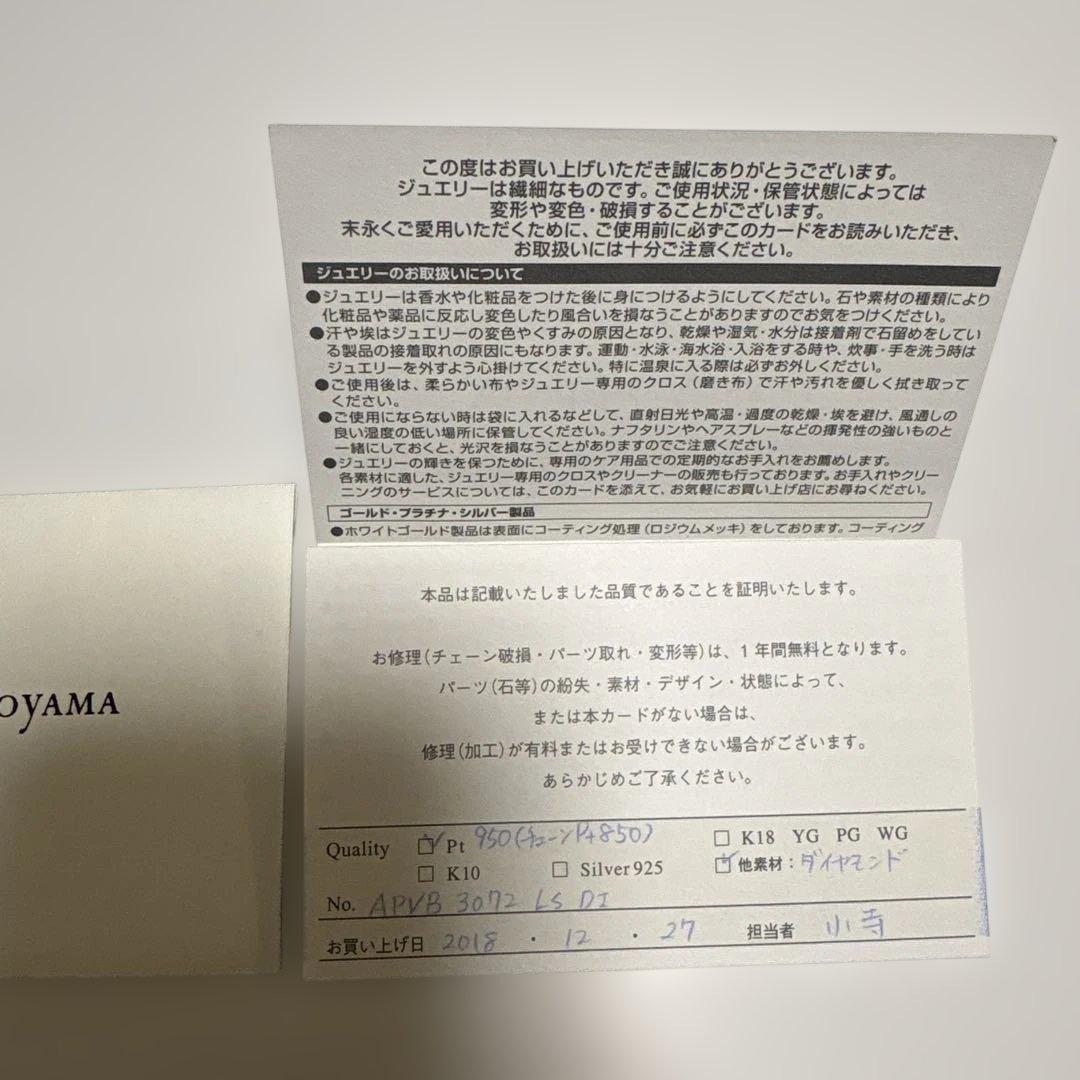 この度はお買い上げいただき誠にありがとうございます。
ジュエリーは繊細なものです。ご使用状況・保管状態によっては
変形や変色・破損することがございます。
末永くご愛用いただくために、ご使用前に必ずこのカードをお読みいただき、
お取扱いには十分ご注意ください。
ジュエリーのお取扱いについて
●ジュエリーは香水や化粧品をつけた後に身につけるようにしてください。石や素材の種類により
化粧品や薬品に反応し変色したり風合いを損なうことがありますのでお気をつけください。
●汗や埃はジュエリーの変色やくすみの原因となり、乾燥や湿気・水分は接着剤で石留めをしてい
る製品の接着取れの原因にもなります。運動・水泳・海水浴・入浴をする時や、炊事・手を洗う時は
ジュエリーを外すよう心掛けてください。特に温泉に入る際は必ずお外しください。
●ご使用後は、柔らかい布やジュエリー専用のクロス（磨き布）で汗や汚れを優しく拭き取って
ください。
●ご使用にならない時は袋に入れるなどして、直射日光や高温・過度の乾燥・埃を避け、風通しの
良い湿度の低い場所に保管してください。ナフタリンやヘアスプレーなどの揮発性の強いものと
一緒にしておくと、光沢を損なうことがありますのでご注意ください。
●ジュエリーの輝きを保つために、専用のケア用品での定期的なお手入れをお薦めします。
各素材に適した、ジュエリー専用のクロスやクリーナーの販売も行っております。お手入れやクリー
ニングのサービスについては、このカードを添えて、お気軽にお買い上げ店にお尋ねください。
ゴールド・プラチナ・シルバー製品
●ホワイトゴールド製品は表面にコーティング処理（ロジウムメッキ）をしております。コーティング
OYAMA
本品は記載いたしました品質であることを証明いたします。
お修理（チェーン破損・パーツ取れ・変形等）は、1年間無料となります。
パーツ（石等）の紛失・素材・デザイン・状態によって、
または本カードがない場合は、
修理（加工）が有料またはお受けできない場合がございます。
あらかじめご了承ください。
Quality ☑ Pt 950(チェーンPt850) □ K18 YG PG WG
□ K10 □ Silver925 ☑ 他素材：ダイヤモンド
No. APVB 3072 LS DI
お買い上げ日 2018 ・ 12 ・ 27 担当者 小寺